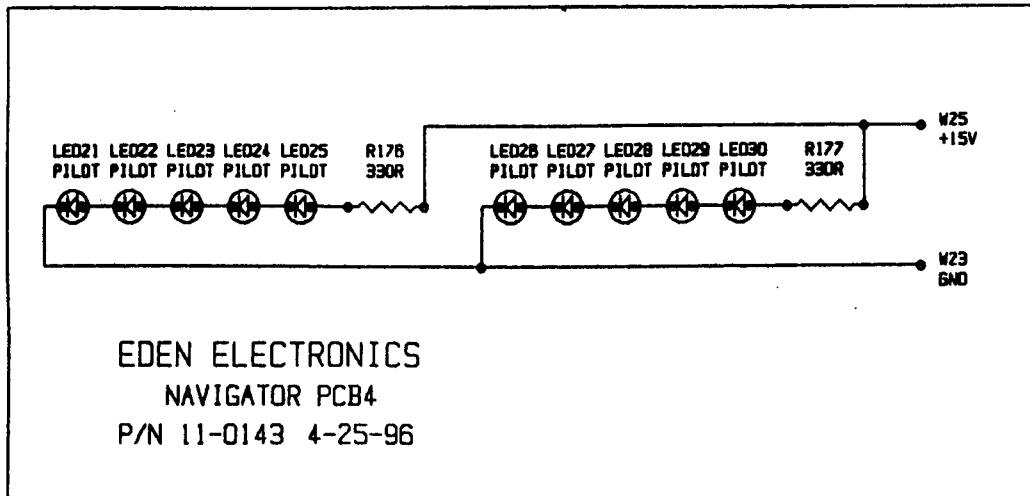 W25
+15V
LED21 LED22 LED23 LED24 LED25 R176
PILOT PILOT PILOT PILOT PILOT 330R
LED26 LED27 LED28 LED29 LED30 R177
PILOT PILOT PILOT PILOT PILOT 330R
W23
GND
EDEN ELECTRONICS
NAVIGATOR PCB4
P/N 11-0143 4-25-96